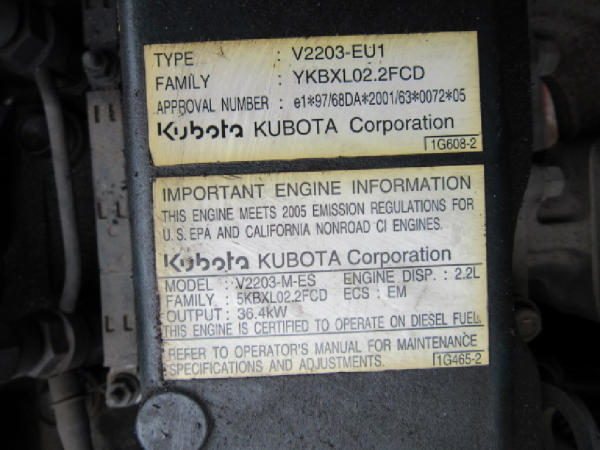 TYPE : V2203-EU1
FAMILY : YKBXL02.2FCD
APPROVAL NUMBER : e1*97/68DA*2001/63*0072*05
Kubota KUBOTA Corporation
1G608-2
IMPORTANT ENGINE INFORMATION
THIS ENGINE MEETS 2005 EMISSION REGULATIONS FOR
U.S. EPA AND CALIFORNIA NONROAD CI ENGINES.
Kubota KUBOTA Corporation
MODEL : V2203-M-ES ENGINE DISP. : 2.2L
FAMILY : 5KBXL02.2FCD ECS : EM
OUTPUT : 36.4kW
THIS ENGINE IS CERTIFIED TO OPERATE ON DIESEL FUEL.
REFER TO OPERATOR'S MANUAL FOR MAINTENANCE
SPECIFICATIONS AND ADJUSTMENTS. 1G465-2